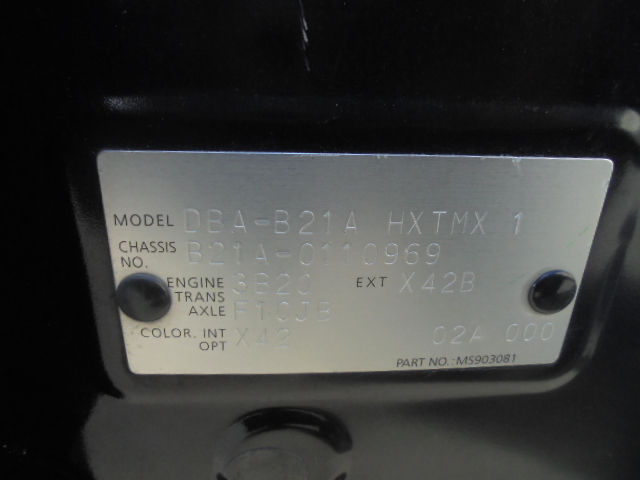 MODEL DBA-B21A HXTMX 1
CHASSIS NO. B21A-0110969
ENGINE 3B20 EXT X42B
TRANS AXLE F1CJB
COLOR. INT OPT X42 02A 000
PART NO.:M5903081